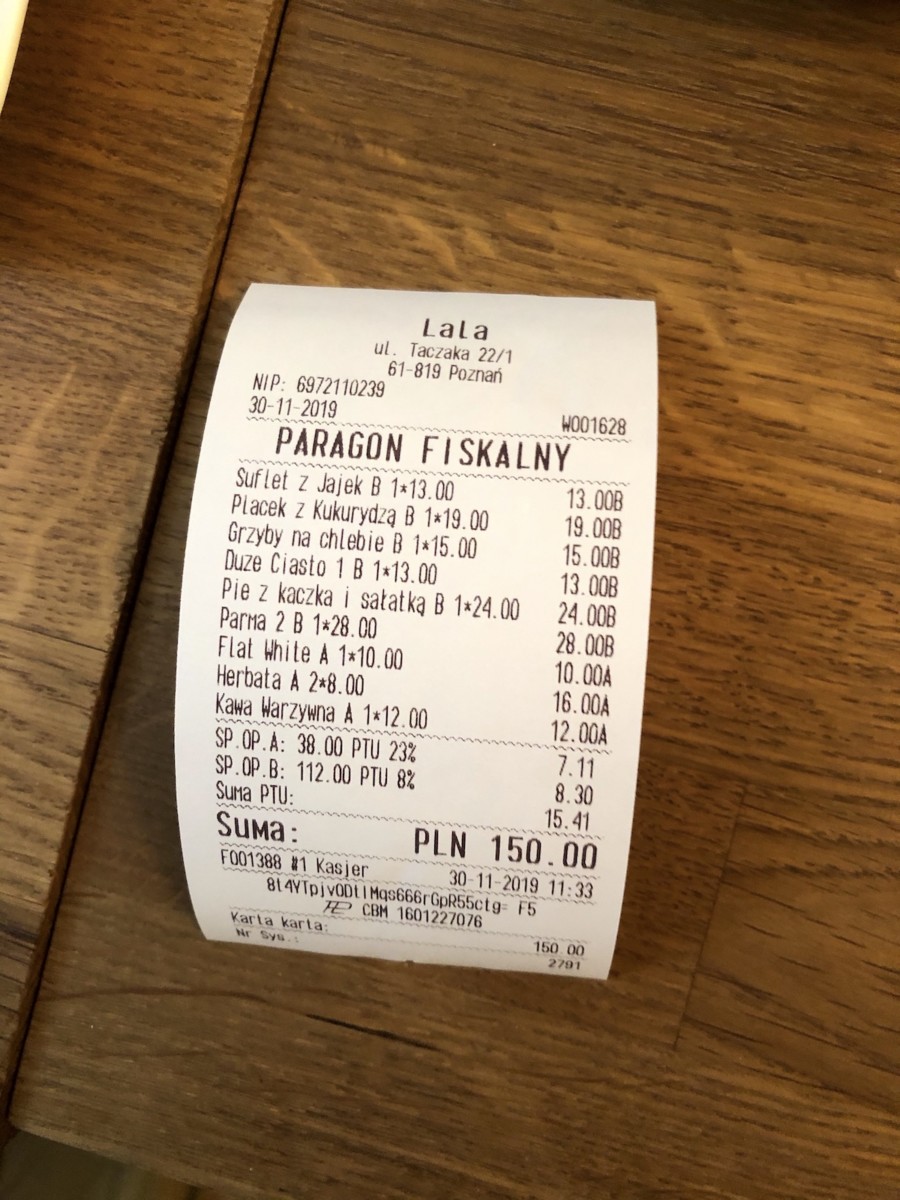 Lala
ul. Taczaka 22/1
61-819 Poznań
NIP: 6972110239
30-11-2019 W001628
PARAGON FISKALNY
Suflet z Jajek B 1*13.00 13.00B
Placek z Kukurydzą B 1*19.00 19.00B
Grzyby na chlebie B 1*15.00 15.00B
Duze Ciasto 1 B 1*13.00 13.00B
Pie z kaczka i sałatką B 1*24.00 24.00B
Parma 2 B 1*28.00 28.00B
Flat White A 1*10.00 10.00A
Herbata A 2*8.00 16.00A
Kawa Warzywna A 1*12.00 12.00A
SP.OP.A: 38.00 PTU 23% 7.11
SP.OP.B: 112.00 PTU 8% 8.30
Suma PTU: 15.41
Suma: PLN 150.00
F001388 #1 Kasjer 30-11-2019 11:33
F5
CBM 1601227076
Karta karta: 150.00
Nr Sys.: 2791